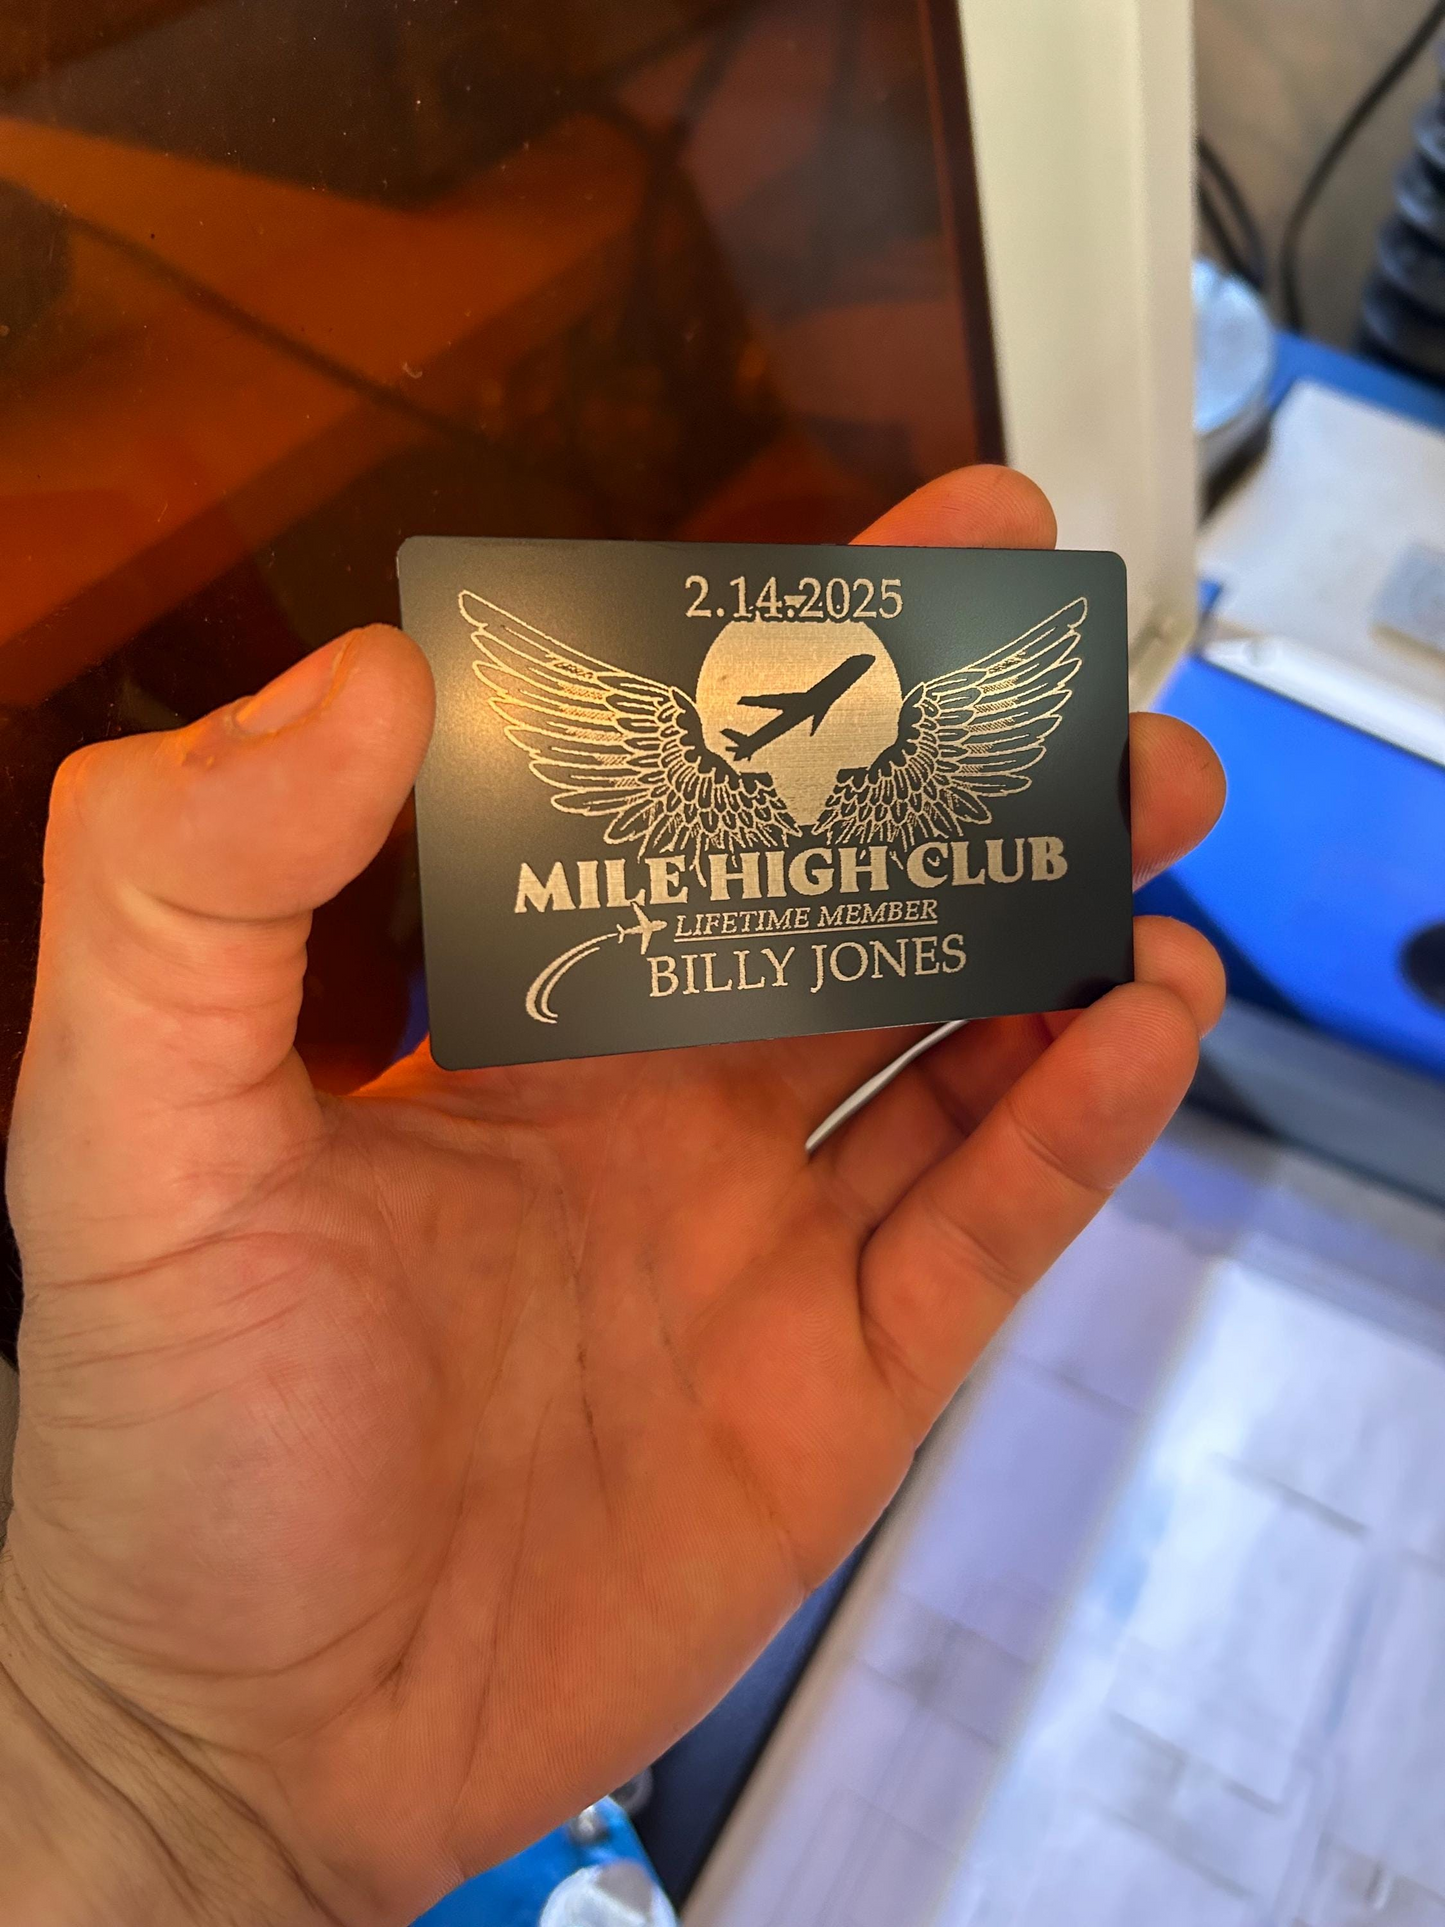 2.14.2025
MILE HIGH CLUB
LIFETIME MEMBER
BILLY JONES